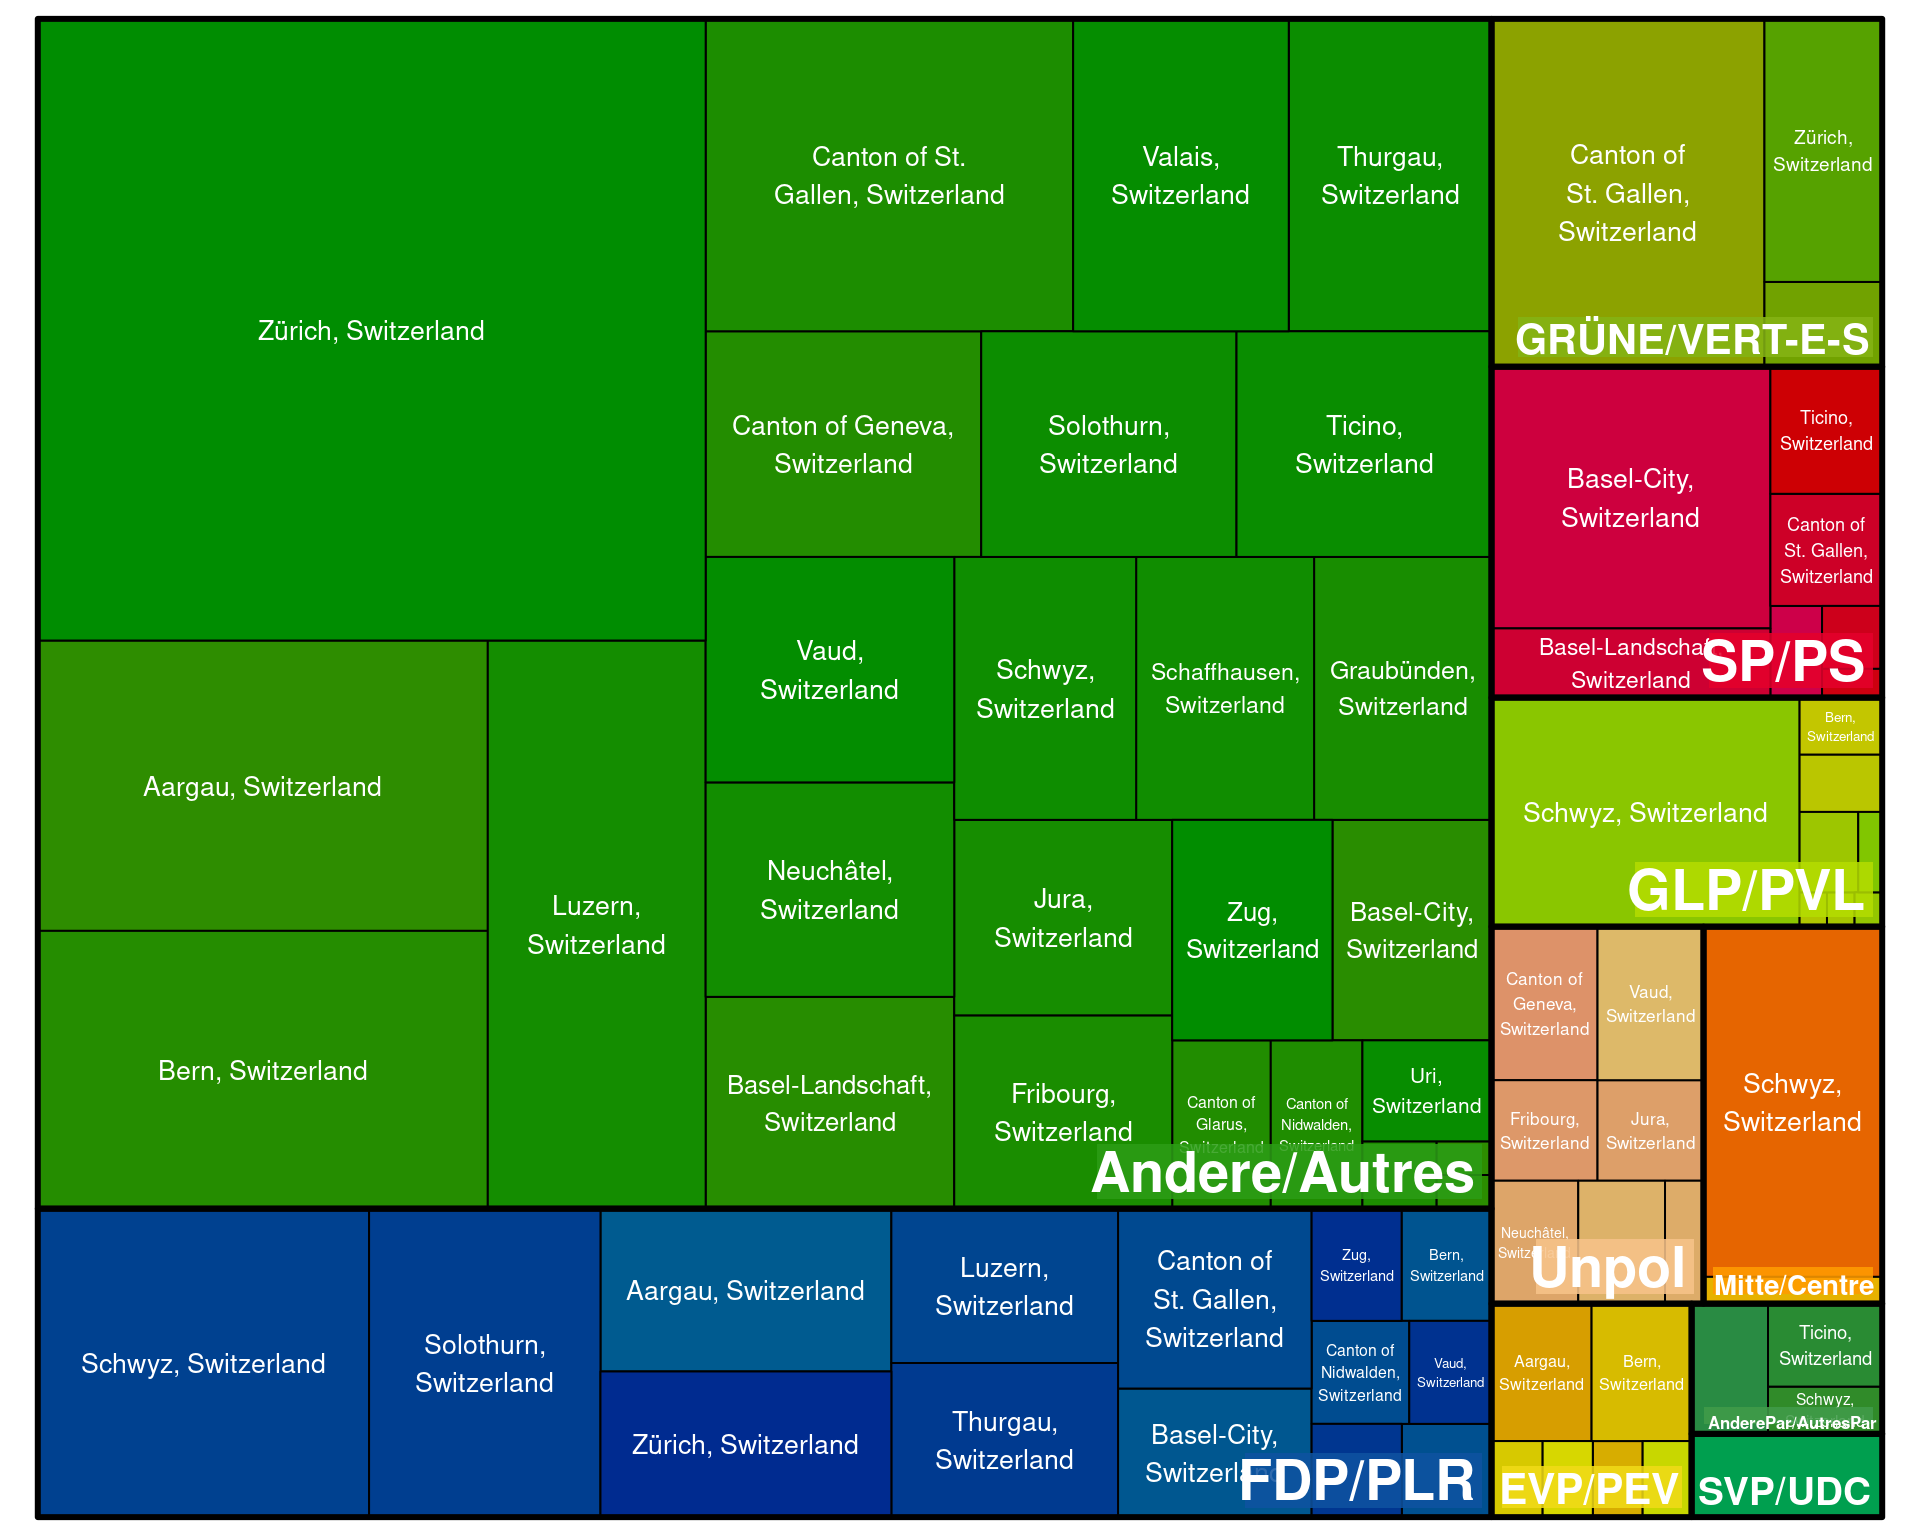 Zürich, Switzerland
Canton of St.
Gallen, Switzerland
Valais,
Switzerland
Thurgau,
Switzerland
Canton of Geneva,
Switzerland
Solothurn,
Switzerland
Ticino,
Switzerland
Aargau, Switzerland
Bern, Switzerland
Luzern,
Switzerland
Vaud,
Switzerland
Schwyz,
Switzerland
Schaffhausen,
Switzerland
Graubünden,
Switzerland
Neuchâtel,
Switzerland
Jura,
Switzerland
Zug,
Switzerland
Basel-City,
Switzerland
Basel-Landschaft,
Switzerland
Fribourg,
Switzerland
Canton of
Glarus,
Switzerland
Canton of
Nidwalden,
Switzerland
Uri,
Switzerland
Andere/Autres
Schwyz, Switzerland
Solothurn,
Switzerland
Aargau, Switzerland
Zürich, Switzerland
Luzern,
Switzerland
Thurgau,
Switzerland
Canton of
St. Gallen,
Switzerland
Basel-City,
Switzerland
Zug,
Switzerland
Bern,
Switzerland
Canton of
Nidwalden,
Switzerland
Vaud,
Switzerland
FDP/PLR
Canton of
St. Gallen,
Switzerland
Zürich,
Switzerland
GRÜNE/VERT-E-S
Basel-City,
Switzerland
Ticino,
Switzerland
Canton of
St. Gallen,
Switzerland
Basel-Landschaft,
Switzerland
SP/PS
Schwyz, Switzerland
Bern,
Switzerland
GLP/PVL
Canton of
Geneva,
Switzerland
Vaud,
Switzerland
Fribourg,
Switzerland
Jura,
Switzerland
Neuchâtel,
Switzerland
Unpol
Schwyz,
Switzerland
Mitte/Centre
Aargau,
Switzerland
Bern,
Switzerland
EVP/PEV
Ticino,
Switzerland
Schwyz,
AnderePar/AutresPar
SVP/UDC